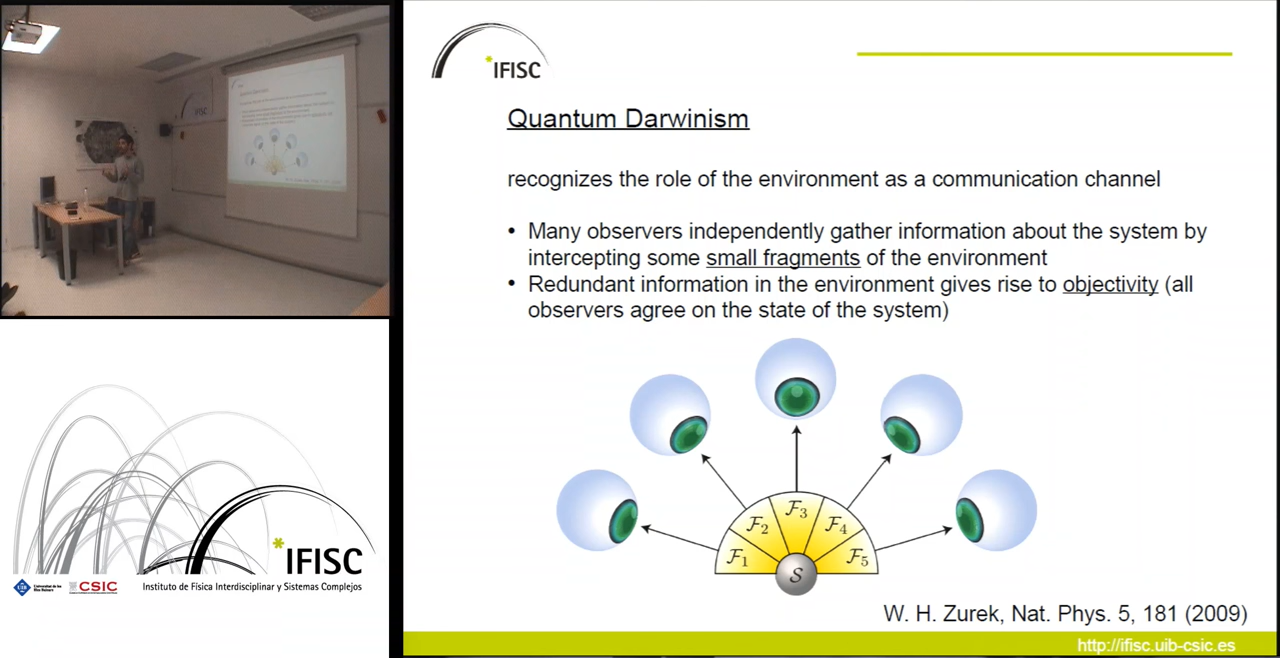 *IFISC
Quantum Darwinism
recognizes the role of the environment as a communication channel
• Many observers independently gather information about the system by
intercepting some small fragments of the environment
• Redundant information in the environment gives rise to objectivity (all
observers agree on the state of the system)
F1
F2
F3
F4
F5
S
W. H. Zurek, Nat. Phys. 5, 181 (2009)
http://ifisc.uib-csic.es
*IFISC
UIB
CSIC
Instituto de Física Interdisciplinar y Sistemas Complejos
Quantum Darwinism